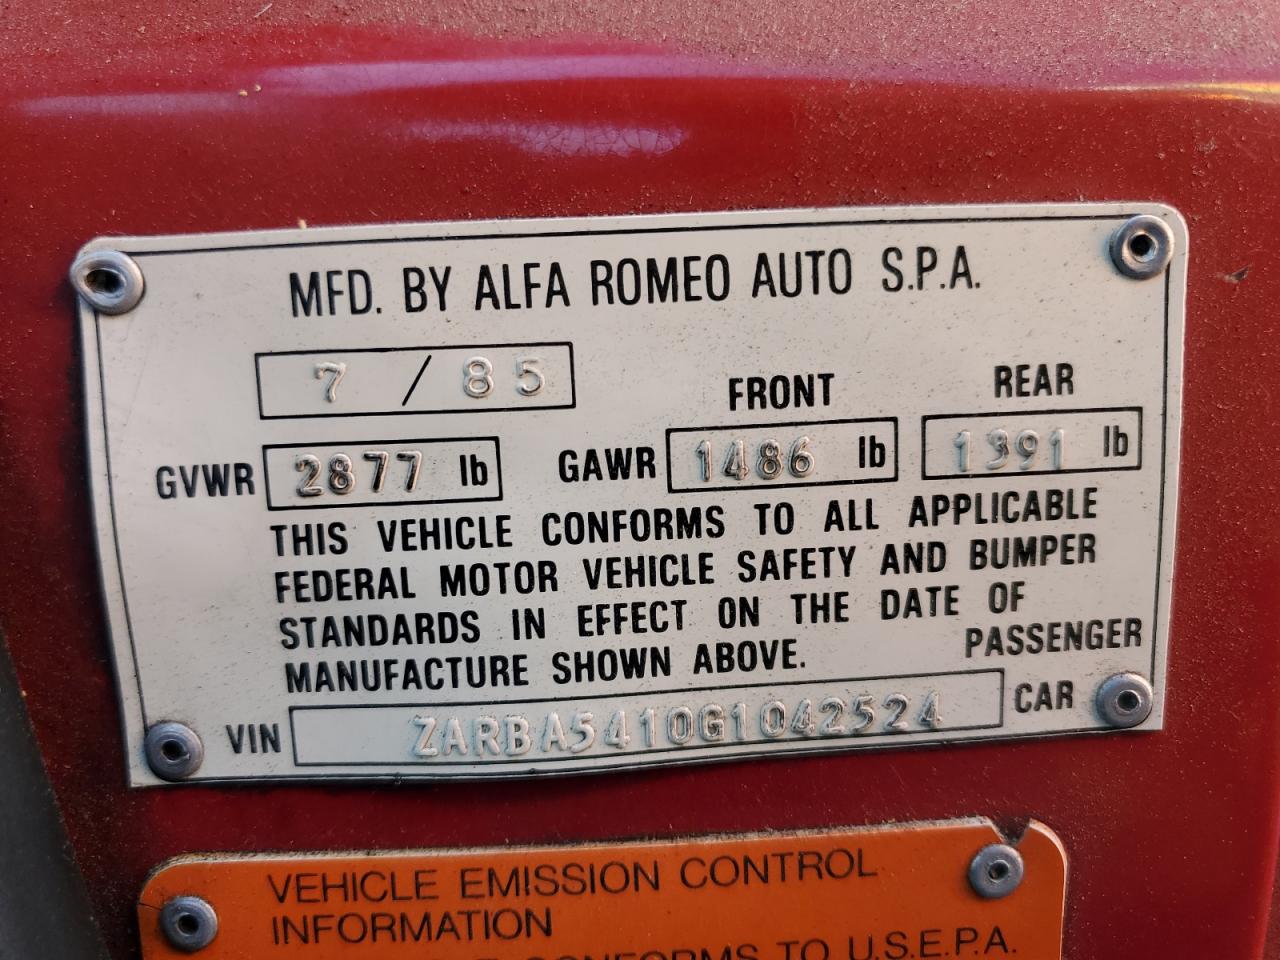 MFD. BY ALFA ROMEO AUTO S.P.A.
7 / 85
FRONT REAR
GVWR 2877 lb GAWR 1486 lb 1391 lb
THIS VEHICLE CONFORMS TO ALL APPLICABLE
FEDERAL MOTOR VEHICLE SAFETY AND BUMPER
STANDARDS IN EFFECT ON THE DATE OF
MANUFACTURE SHOWN ABOVE. PASSENGER
VIN ZARBA5410G1042524 CAR
VEHICLE EMISSION CONTROL
INFORMATION
CONFORMS TO U.S.E.P.A.